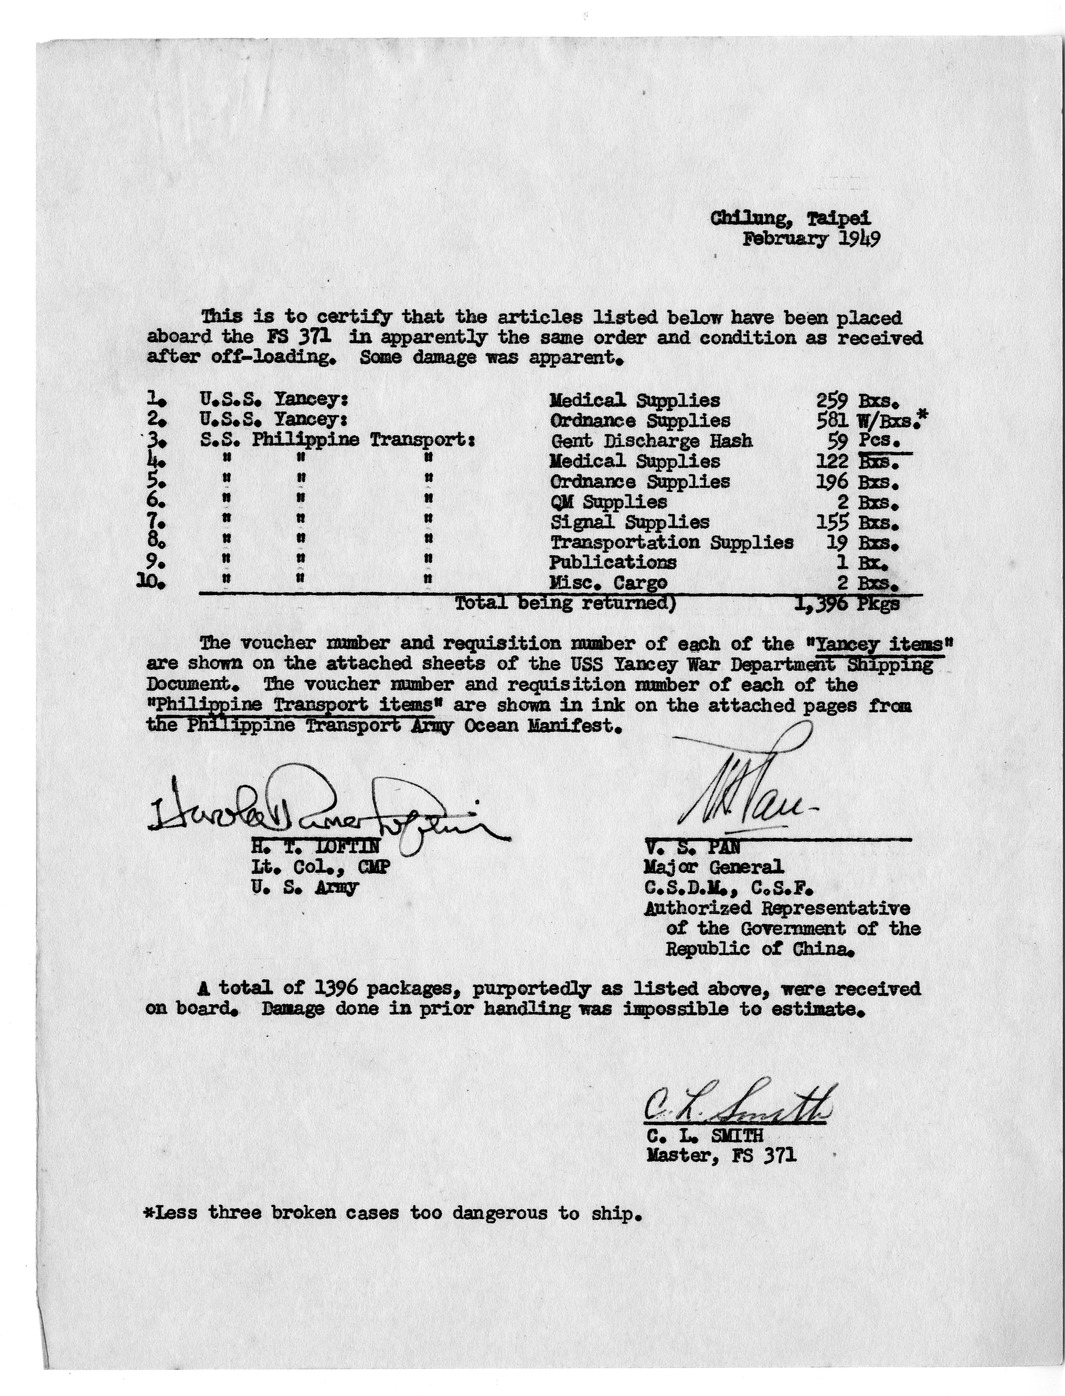 Chilung, Taipei
February 1949
This is to certify that the articles listed below have been placed
aboard the FS 371 in apparently the same order and condition as received
after off-loading. Some damage was apparent.
1. U.S.S. Yancey: Medical Supplies 259 Bxs.
2. U.S.S. Yancey: Ordnance Supplies 581 W/Bxs.*
3. S.S. Philippine Transport: Gent Discharge Hash 59 Pcs.
4. " " " Medical Supplies 122 Bxs.
5. " " " Ordnance Supplies 196 Bxs.
6. " " " QM Supplies 2 Bxs.
7. " " " Signal Supplies 155 Bxs.
8. " " " Transportation Supplies 19 Bxs.
9. " " " Publications 1 Bx.
10. " " " Misc. Cargo 2 Bxs.
Total being returned) 1,396 Pkgs
The voucher number and requisition number of each of the "Yancey items"
are shown on the attached sheets of the USS Yancey War Department Shipping
Document. The voucher number and requisition number of each of the
"Philippine Transport items" are shown in ink on the attached pages from
the Philippine Transport Army Ocean Manifest.
H. T. LOFTIN
Lt. Col., CMP
U. S. Army
V. S. PAN
Major General
C.S.D.M., C.S.F.
Authorized Representative
of the Government of the
Republic of China.
A total of 1396 packages, purportedly as listed above, were received
on board. Damage done in prior handling was impossible to estimate.
C. L. Smith
C. L. SMITH
Master, FS 371
*Less three broken cases too dangerous to ship.